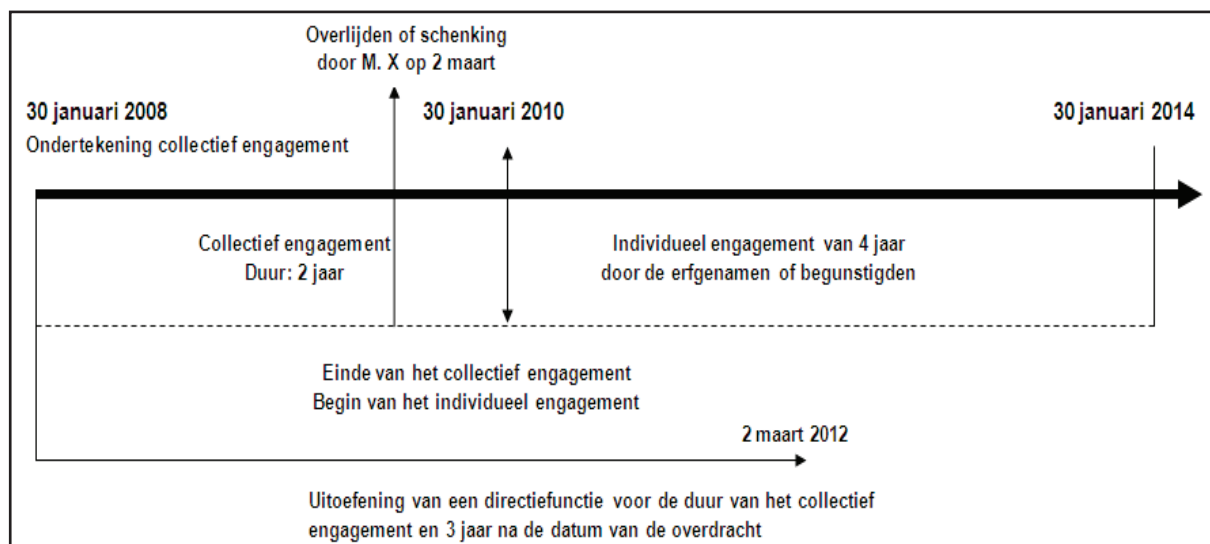 Overlijden of schenking
door M. X op 2 maart
30 januari 2008
30 januari 2010
30 januari 2014
Ondertekening collectief engagement
Collectief engagement
Duur: 2 jaar
Individueel engagement van 4 jaar
door de erfgenamen of begunstigden
Einde van het collectief engagement
Begin van het individueel engagement
2 maart 2012
Uitoefening van een directiefunctie voor de duur van het collectief
engagement en 3 jaar na de datum van de overdracht